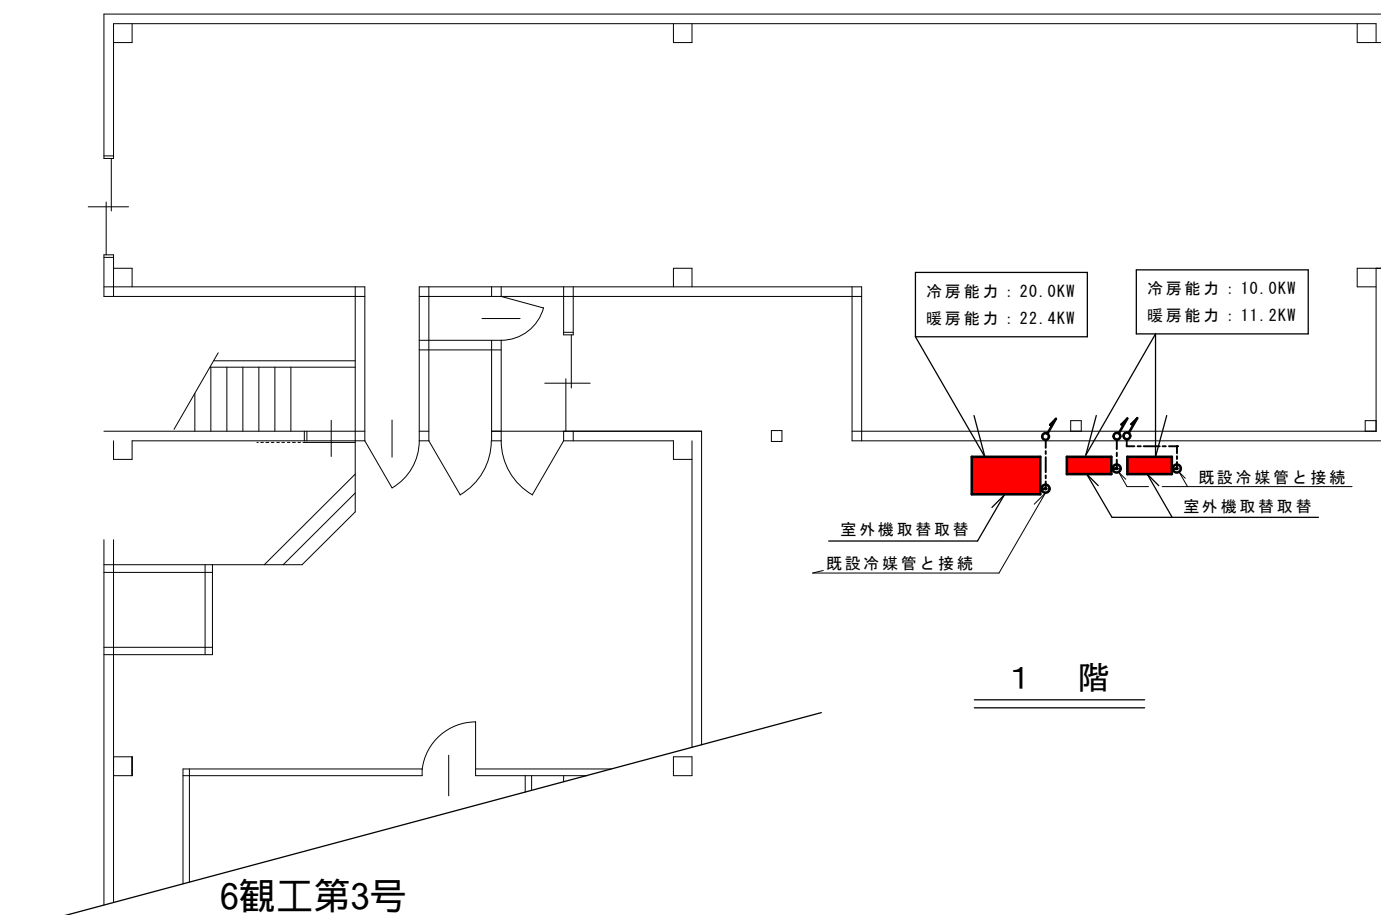 冷房能力：20.0KW
暖房能力：22.4KW
冷房能力：10.0KW
暖房能力：11.2KW
既設冷媒管と接続
室外機取替取替
室外機取替取替
既設冷媒管と接続
1　階
6観工第3号